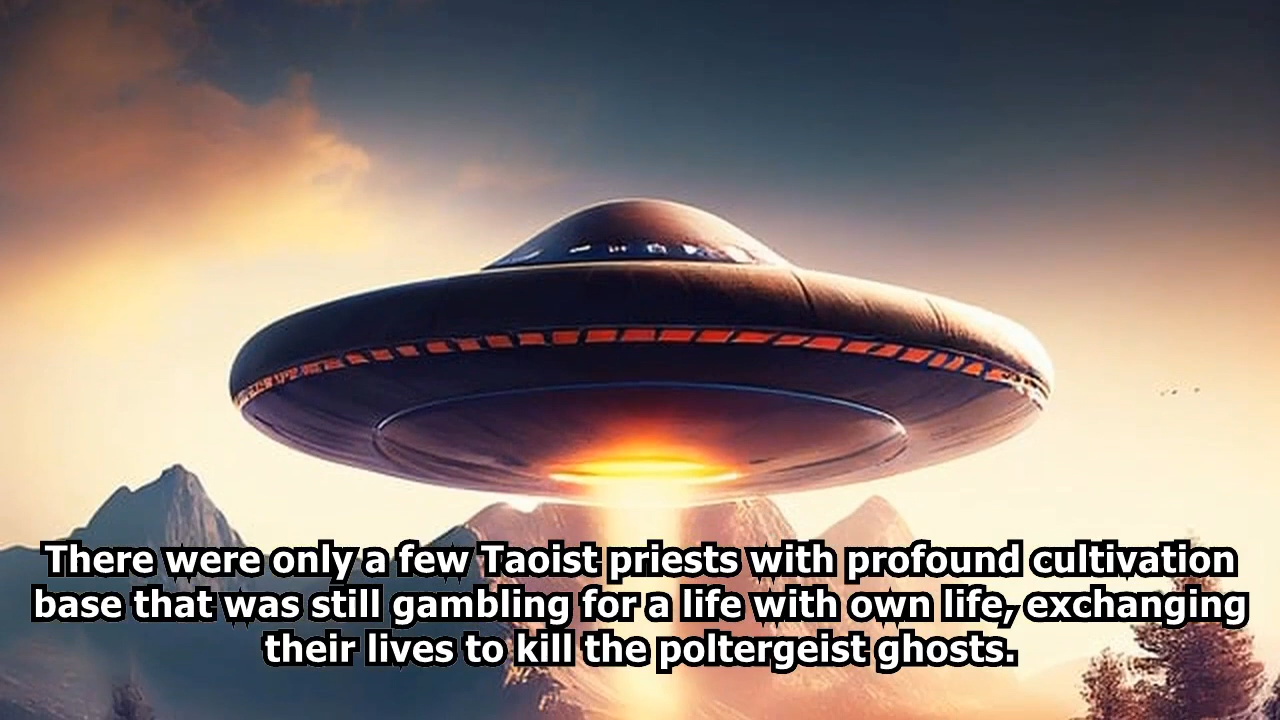 There were only a few Taoist priests with profound cultivation
base that was still gambling for a life with own life, exchanging
their lives to kill the poltergeist ghosts.